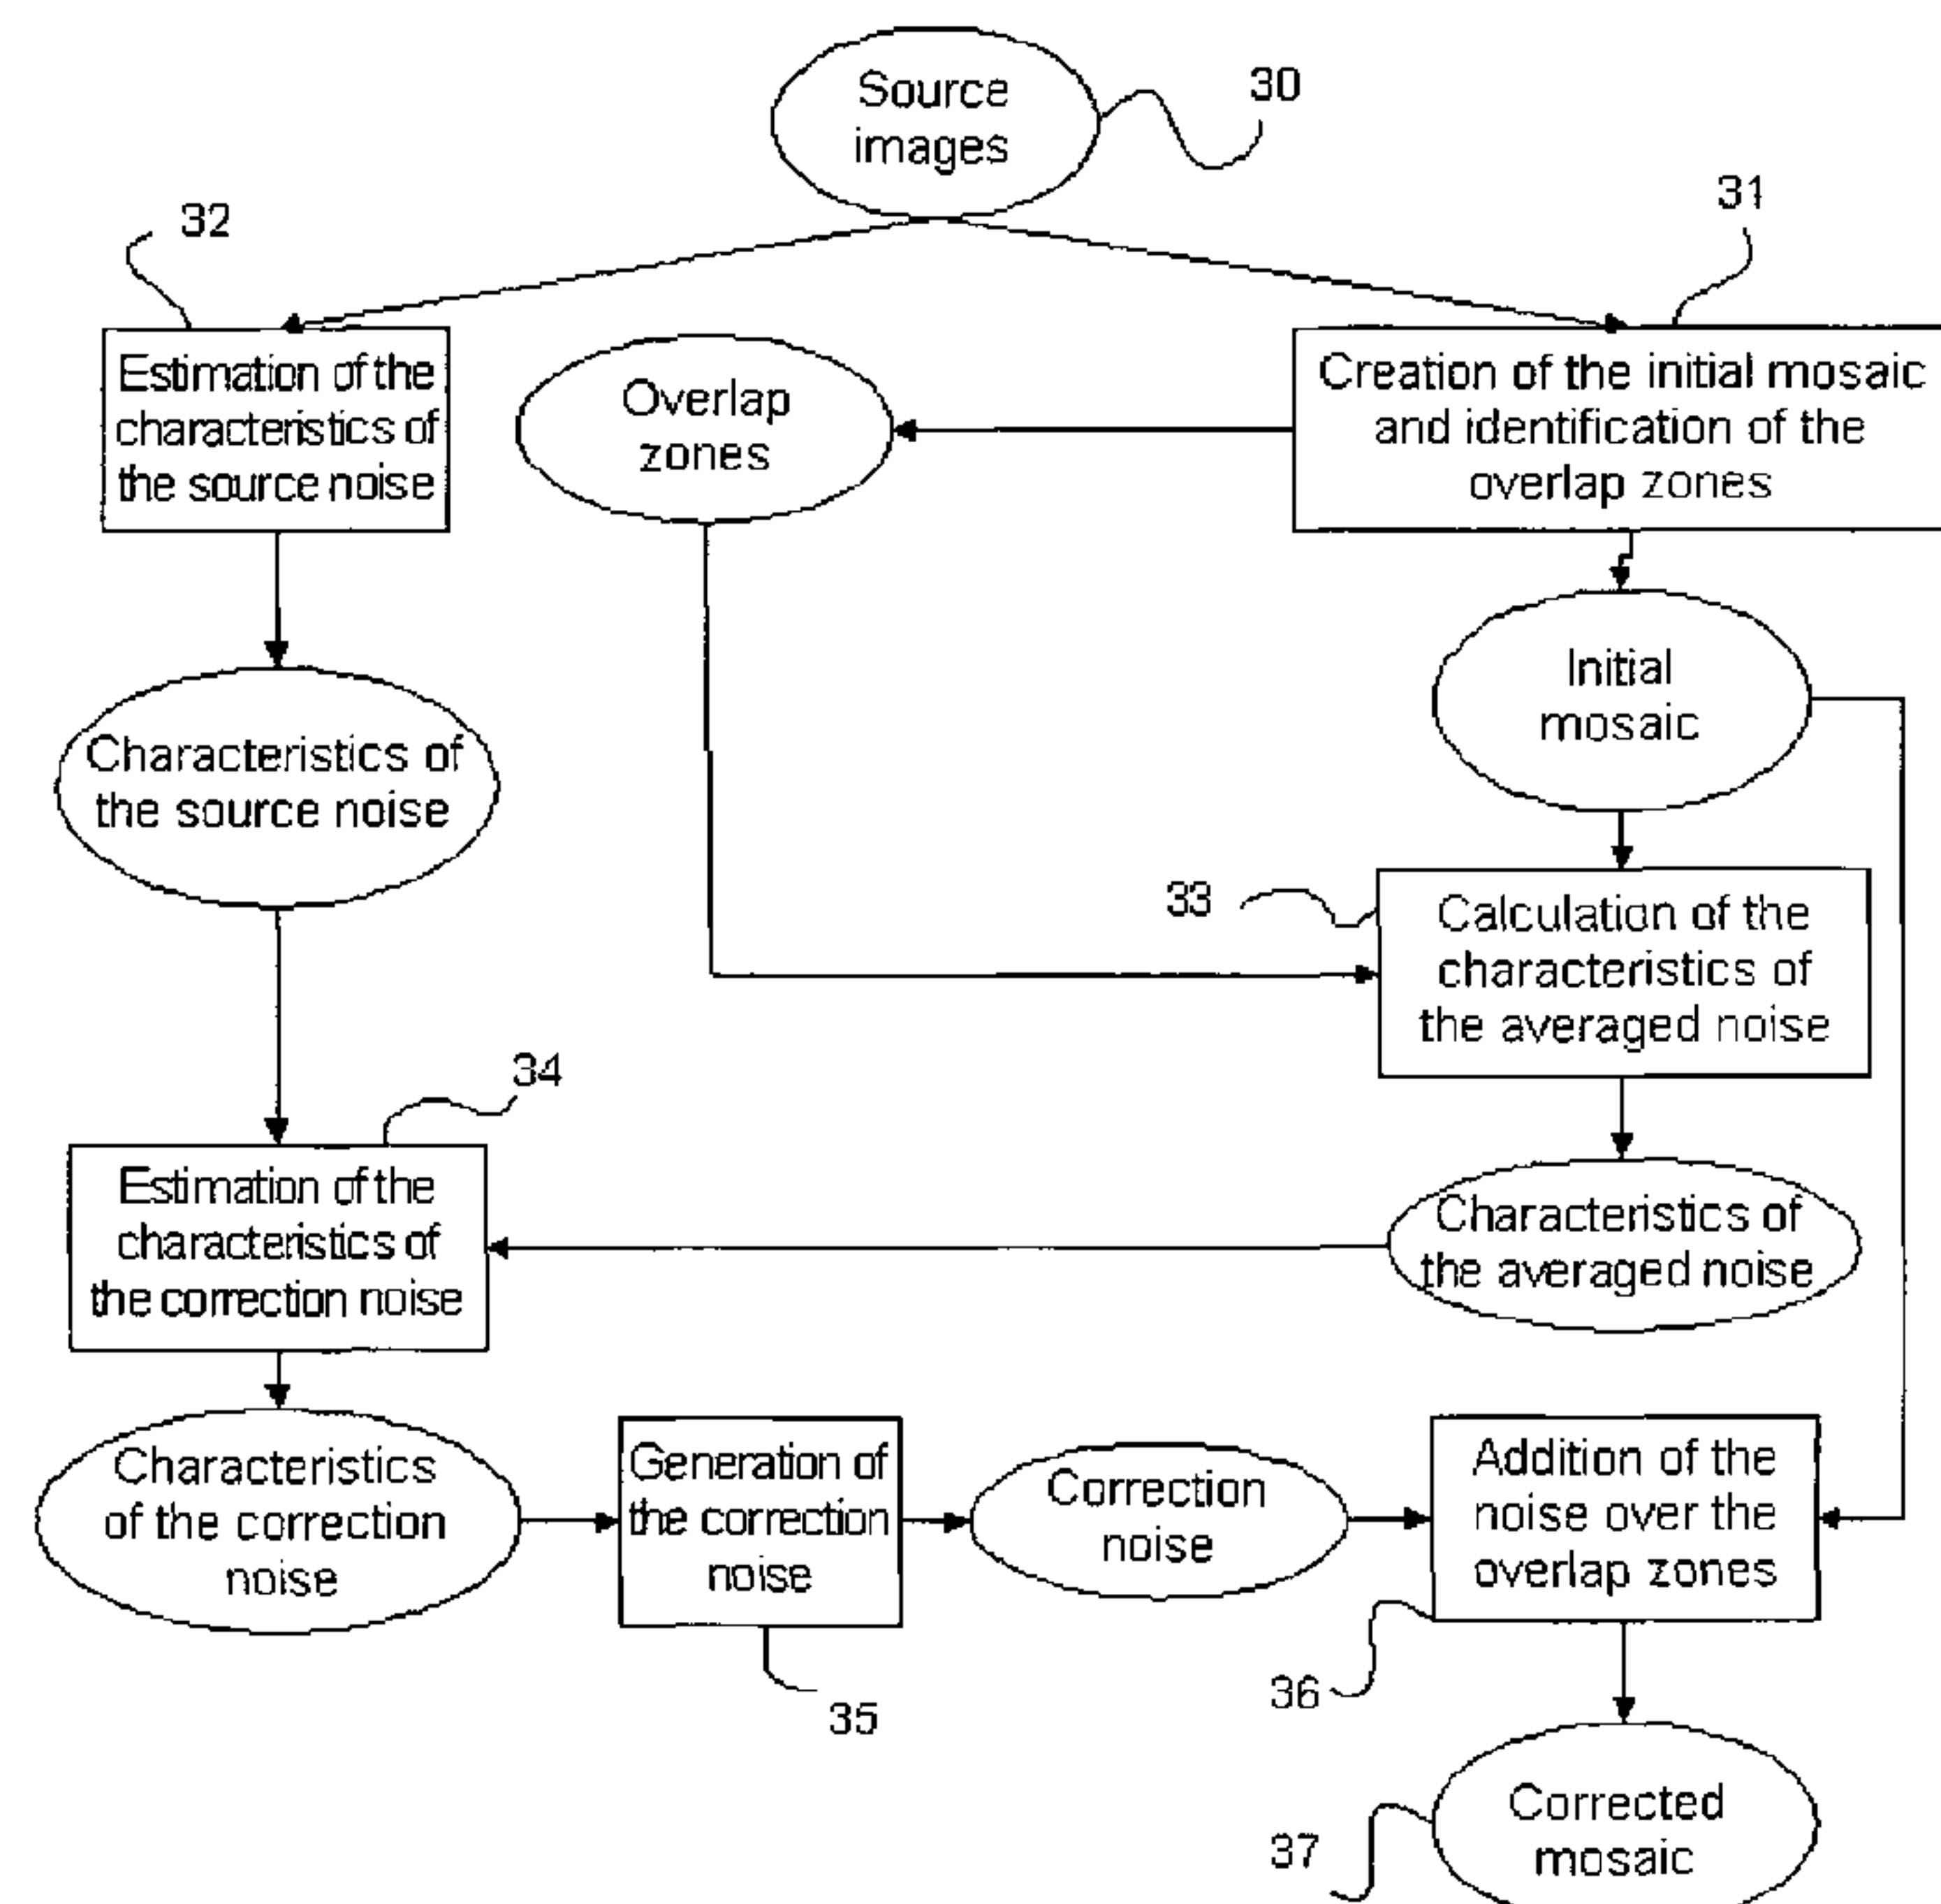 Source
images
30
31
32
Estimation of the
characteristics of
the source noise
Overlap
zones
Creation of the initial mosaic
and identification of the
overlap zones
Initial
mosaic
Characteristics of
the source noise
33
Calculation of the
characteristics of
the averaged noise
34
Estimation of the
characteristics of
the correction noise
Characteristics of
the averaged noise
Characteristics
of the correction
noise
Generation of
the correction
noise
Correction
noise
Addition of the
noise over the
overlap zones
35
36
Corrected
mosaic
37